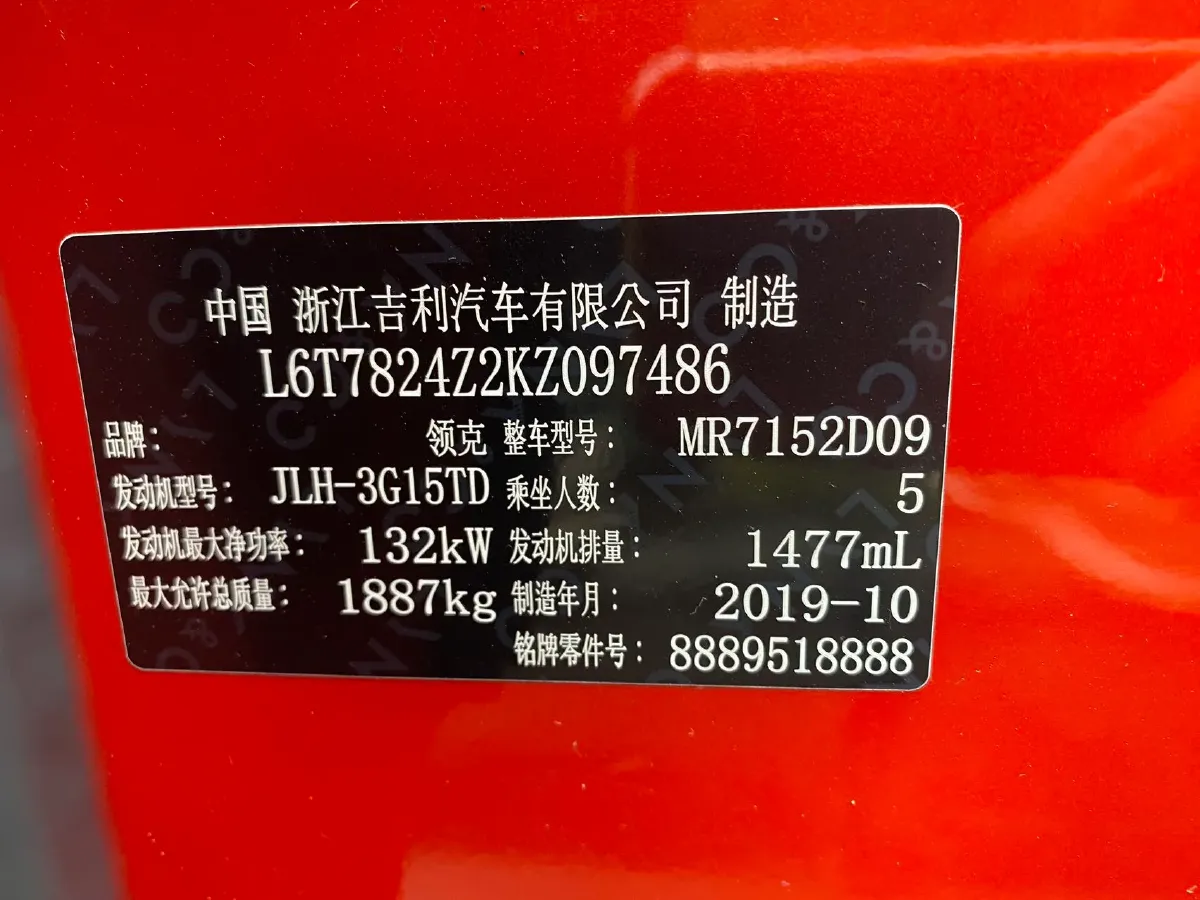 中国 浙江吉利汽车有限公司 制造
L6T7824Z2KZ097486
品牌： 领克 整车型号： MR7152D09
发动机型号： JLH-3G15TD 乘坐人数： 5
发动机最大净功率： 132kW 发动机排量： 1477mL
最大允许总质量： 1887kg 制造年月： 2019-10
铭牌零件号： 8889518888